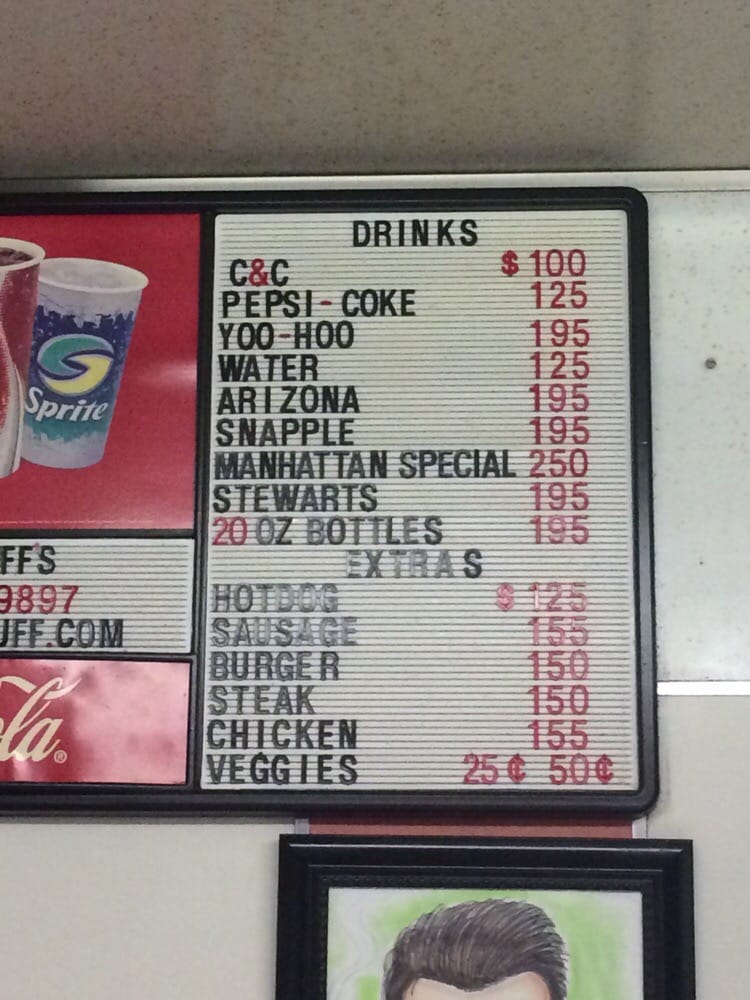 DRINKS
C&C $ 100
PEPSI - COKE 125
YOO-HOO 195
WATER 125
ARIZONA 195
SNAPPLE 195
MANHATTAN SPECIAL 250
STEWARTS 195
20 OZ BOTTLES 195
EXTRAS
HOTDOG $ 125
SAUSAGE 155
BURGER 150
STEAK 150
CHICKEN 155
VEGGIES 25¢ 50¢
Sprite
FF'S
9897
UFF.COM
la®